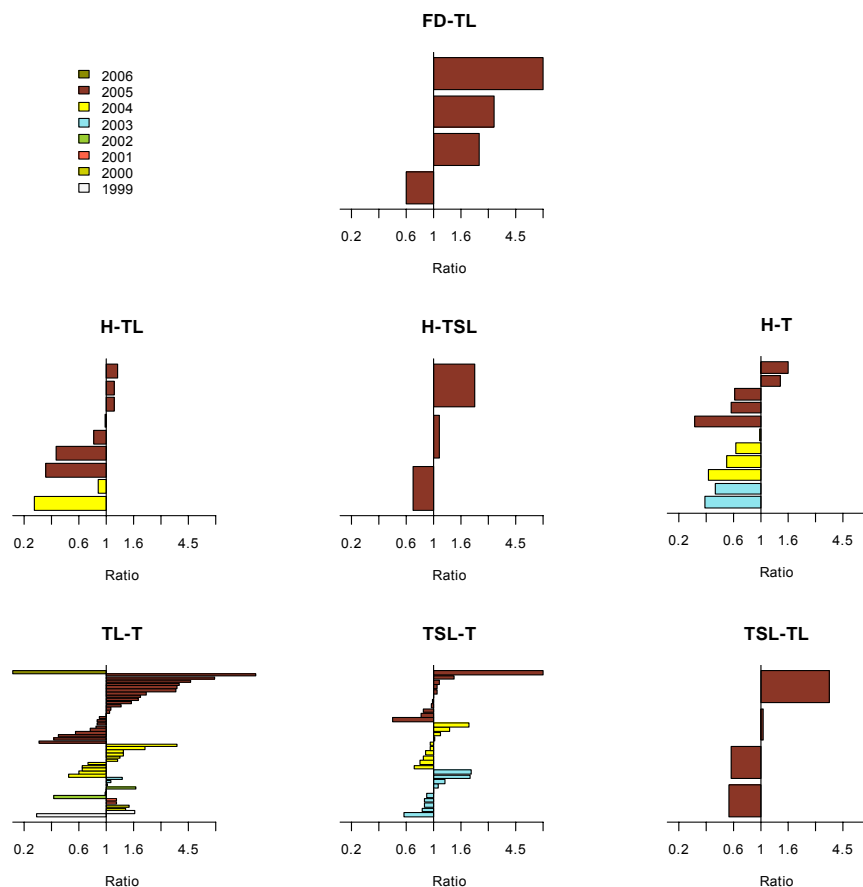 FD-TL
2006
2005
2004
2003
2002
2001
2000
1999
0.2 0.6 1 1.6 4.5
Ratio
H-TL H-TSL H-T
0.2 0.6 1 1.6 4.5 0.2 0.6 1 1.6 4.5 0.2 0.6 1 1.6 4.5
Ratio Ratio Ratio
TL-T TSL-T TSL-TL
0.2 0.6 1 1.6 4.5 0.2 0.6 1 1.6 4.5 0.2 0.6 1 1.6 4.5
Ratio Ratio Ratio